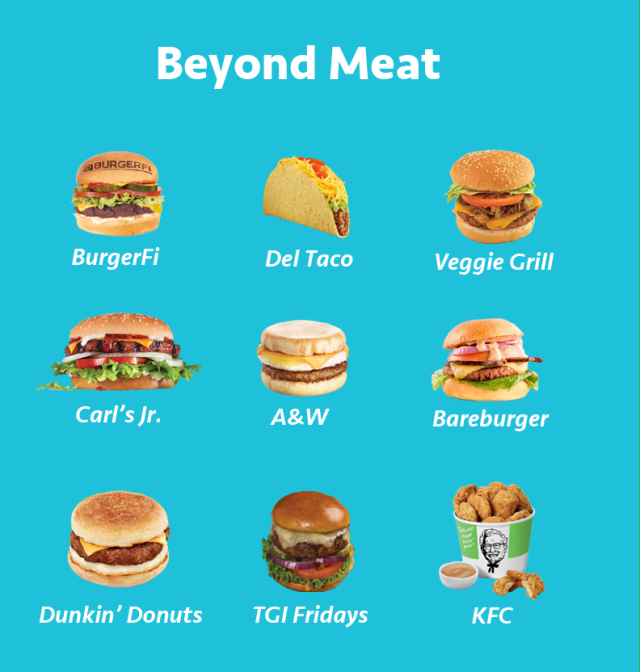 Beyond Meat
BURGERFI
BurgerFi
Del Taco
Veggie Grill
Carl's Jr.
A&W
Bareburger
Dunkin' Donuts
TGI Fridays
KFC